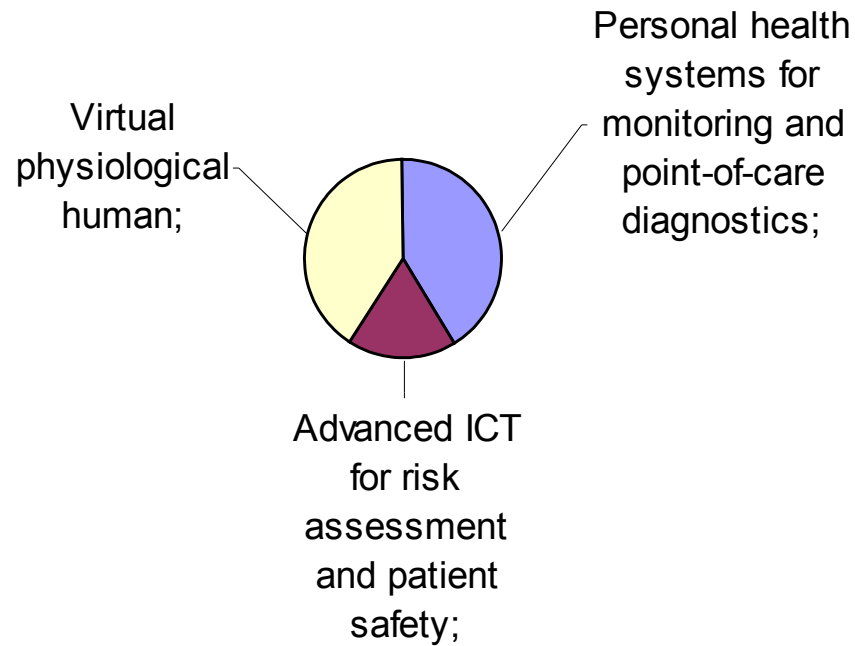 Personal health
systems for
monitoring and
point-of-care
diagnostics;
Virtual
physiological
human;
Advanced ICT
for risk
assessment
and patient
safety;